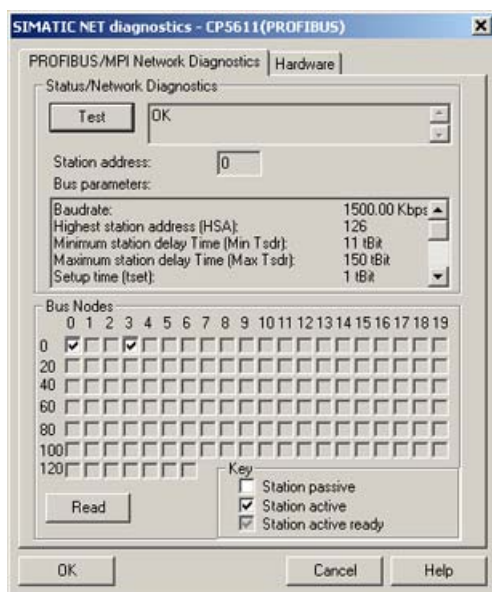 SIMATIC NET diagnostics - CP5611(PROFIBUS)
PROFIBUS/MPI Network Diagnostics
Hardware
Status/Network Diagnostics
Test
OK
Station address:
0
Bus parameters:
Baudrate: 1500.00 Kbps
Highest station address (HSA): 126
Minimum station delay Time (Min Tsdr): 11 tBit
Maximum station delay Time (Max Tsdr): 150 tBit
Setup time (tset): 1 tBit
Bus Nodes
0 1 2 3 4 5 6 7 8 9 10 11 12 13 14 15 16 17 18 19
0
20
40
60
80
100
120
Key
Station passive
Station active
Station active ready
Read
OK
Cancel
Help